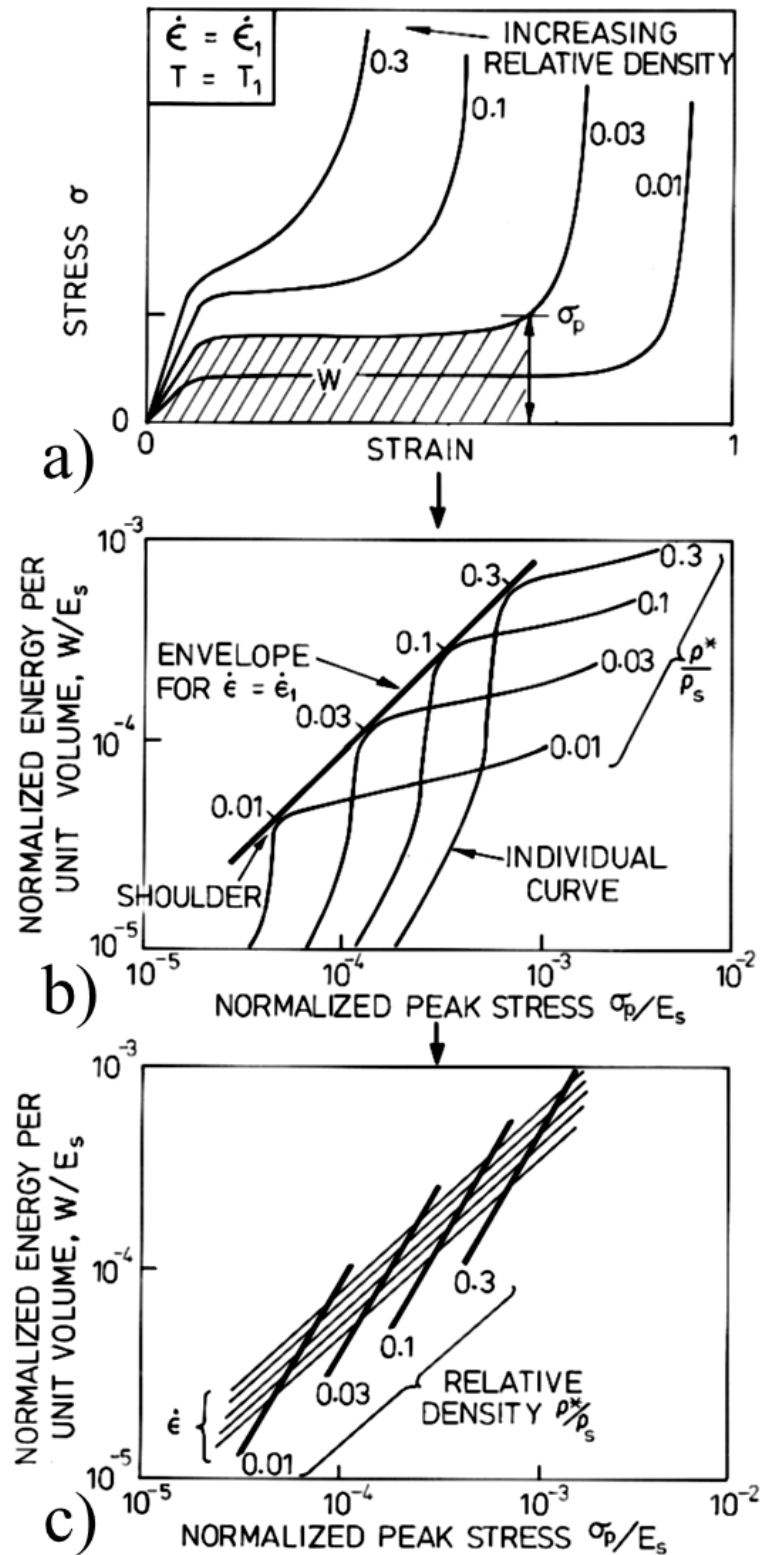 ε̇ = ε̇₁
T = T₁
INCREASING
RELATIVE DENSITY
0.3
0.1
0.03
0.01
STRESS σ
σp
W
0
0
STRAIN
1
a)
NORMALIZED ENERGY PER
UNIT VOLUME, W/Es
10⁻³
10⁻⁴
10⁻⁵
ENVELOPE
FOR ε̇ = ε̇₁
0.3
0.1
0.03
0.01
SHOULDER
0.3
0.1
0.03
0.01
ρ*/ρs
INDIVIDUAL
CURVE
10⁻⁵
10⁻⁴
10⁻³
10⁻²
b)
NORMALIZED PEAK STRESS σp/Es
NORMALIZED ENERGY PER
UNIT VOLUME, W/Es
10⁻³
10⁻⁴
10⁻⁵
ε̇
0.3
0.1
0.03
0.01
RELATIVE
DENSITY ρ*/ρs
10⁻⁵
10⁻⁴
10⁻³
10⁻²
c)
NORMALIZED PEAK STRESS σp/Es